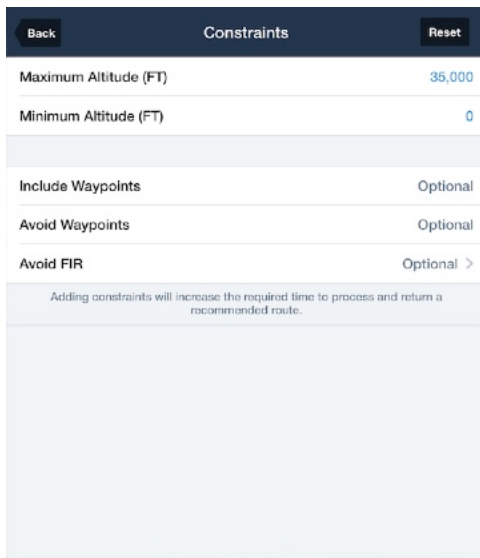 Back Constraints Reset
Maximum Altitude (FT) 35,000
Minimum Altitude (FT) 0
Include Waypoints Optional
Avoid Waypoints Optional
Avoid FIR Optional >
Adding constraints will increase the required time to process and return a
recommended route.